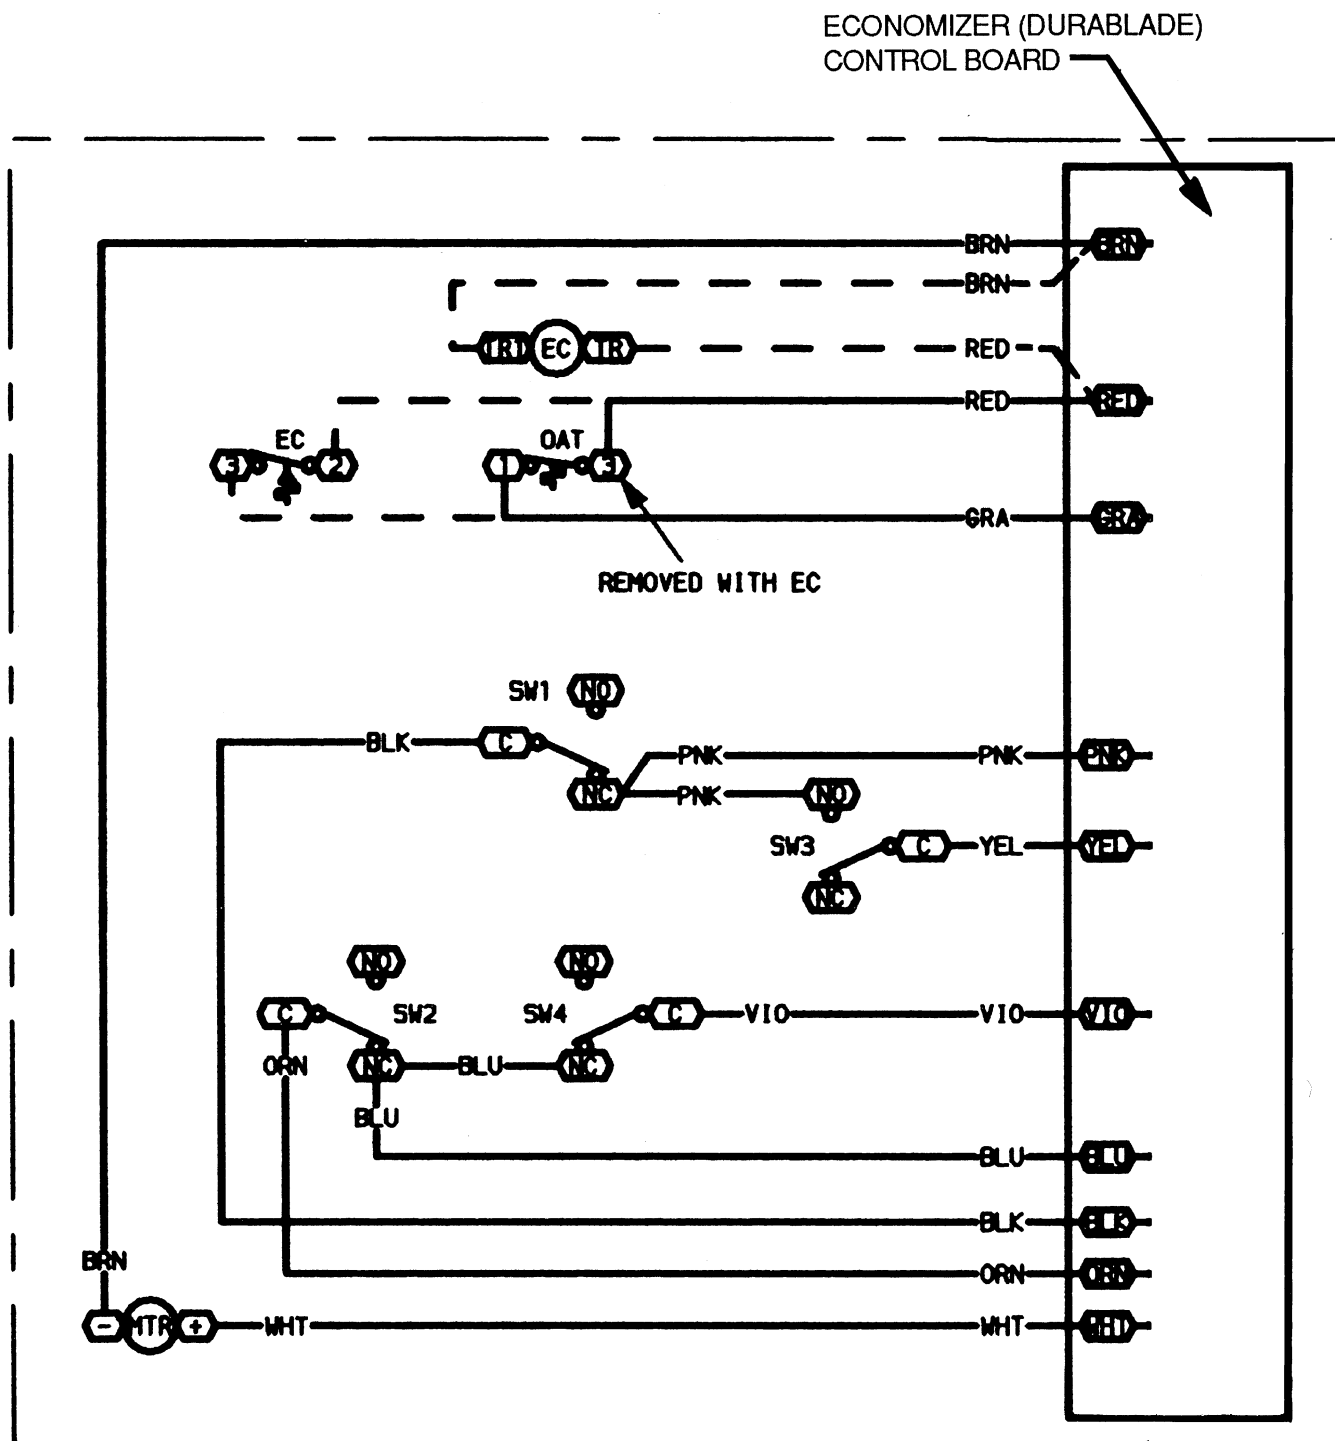 ECONOMIZER (DURABLADE)
CONTROL BOARD
BRN BRN
BRN
TR1 EC TR RED
RED RED
EC OAT
3 2 1 3
GRA GRA
REMOVED WITH EC
SW1 NO
BLK C PNK PNK PNK
NC PNK NO
SW3 C YEL YEL
NC
NO NO
C SW2 SW4 C VIO VIO VIO
ORN NC BLU NC
BLU
BLU BLU
BLK BLK
BRN
ORN ORN
- MTR + WHT WHT WHT